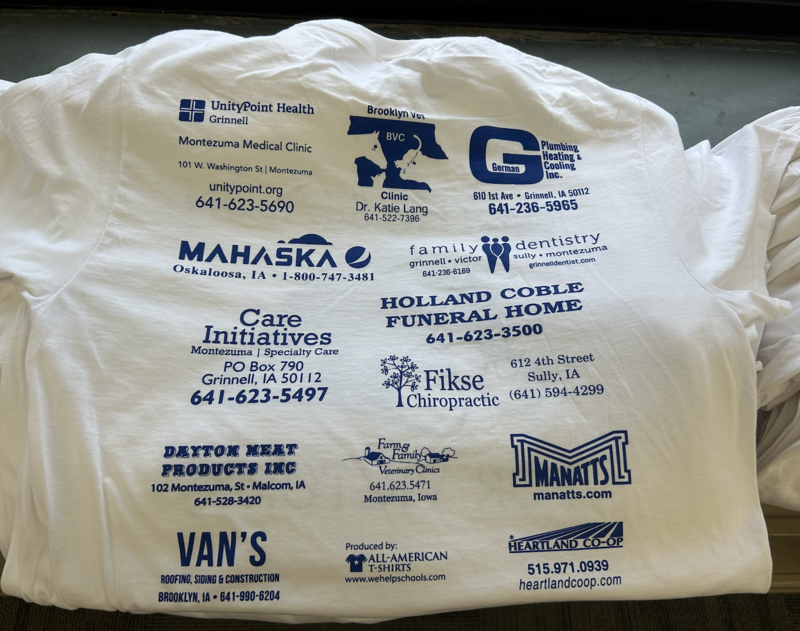 UnityPoint Health
Grinnell
Montezuma Medical Clinic
101 W. Washington St | Montezuma
unitypoint.org
641-623-5690
Brooklyn Vet
BVC
Clinic
Dr. Katie Lang
641-522-7396
G
German
Plumbing
Heating &
Cooling
Inc.
610 1st Ave • Grinnell, IA 50112
641-236-5965
MAHASKA
Oskaloosa, IA • 1-800-747-3481
family dentistry
grinnell • victor sully • montezuma
641-236-6169 grinnelldentist.com
HOLLAND COBLE
FUNERAL HOME
641-623-3500
Care
Initiatives
Montezuma | Specialty Care
PO Box 790
Grinnell, IA 50112
641-623-5497
Fikse
Chiropractic
612 4th Street
Sully, IA
(641) 594-4299
DAYTON MEAT
PRODUCTS INC
102 Montezuma, St • Malcom, IA
641-528-3420
Farm &
Family
Veterinary Clinics
641.623.5471
Montezuma, Iowa
MANATTS
manatts.com
VAN'S
ROOFING, SIDING & CONSTRUCTION
BROOKLYN, IA • 641-990-6204
Produced by:
ALL-AMERICAN
T-SHIRTS
www.wehelpschools.com
HEARTLAND CO-OP
515.971.0939
heartlandcoop.com